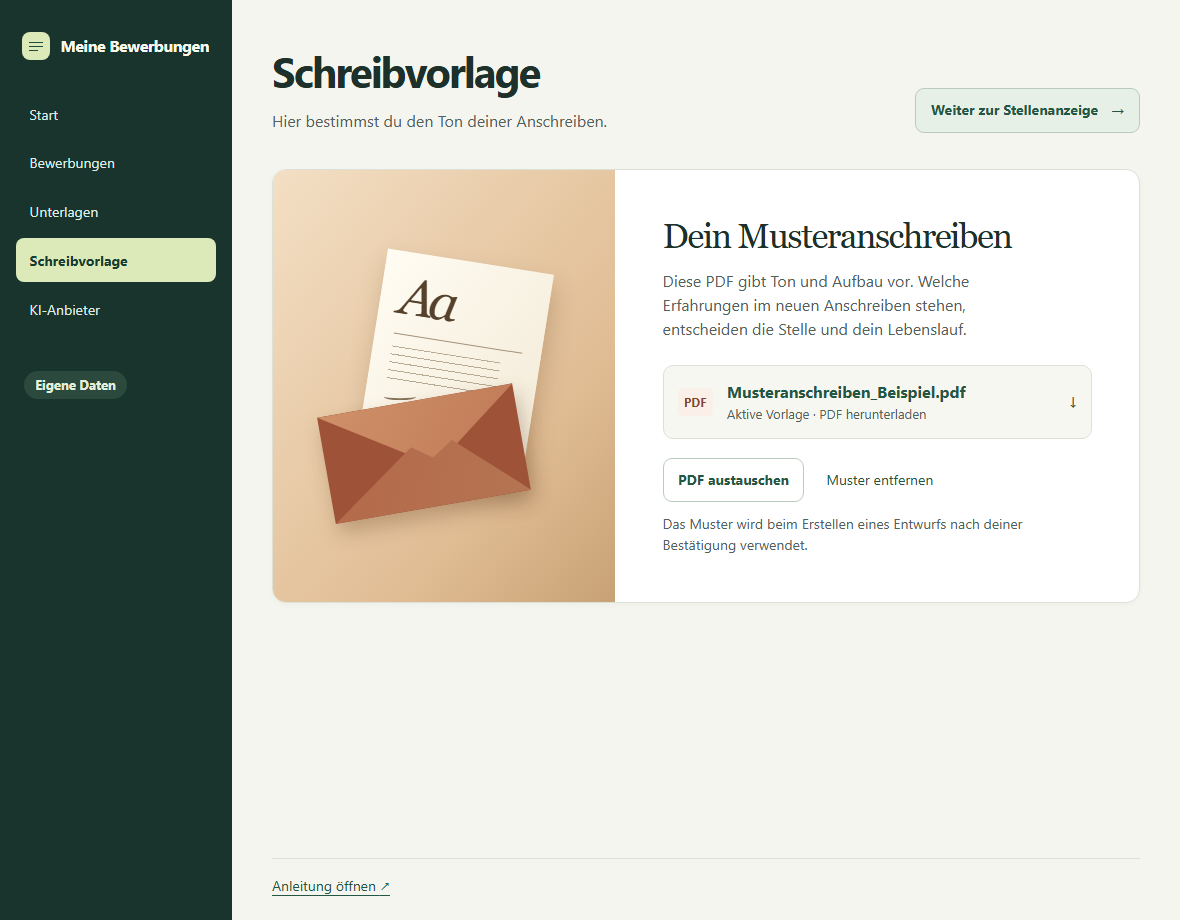 Meine Bewerbungen
Start
Bewerbungen
Unterlagen
Schreibvorlage
KI-Anbieter
Eigene Daten
Schreibvorlage
Hier bestimmst du den Ton deiner Anschreiben.
Weiter zur Stellenanzeige →
Aa
Dein Musteranschreiben
Diese PDF gibt Ton und Aufbau vor. Welche
Erfahrungen im neuen Anschreiben stehen,
entscheiden die Stelle und dein Lebenslauf.
PDF
Musteranschreiben_Beispiel.pdf
Aktive Vorlage · PDF herunterladen
↓
PDF austauschen
Muster entfernen
Das Muster wird beim Erstellen eines Entwurfs nach deiner
Bestätigung verwendet.
Anleitung öffnen ↗